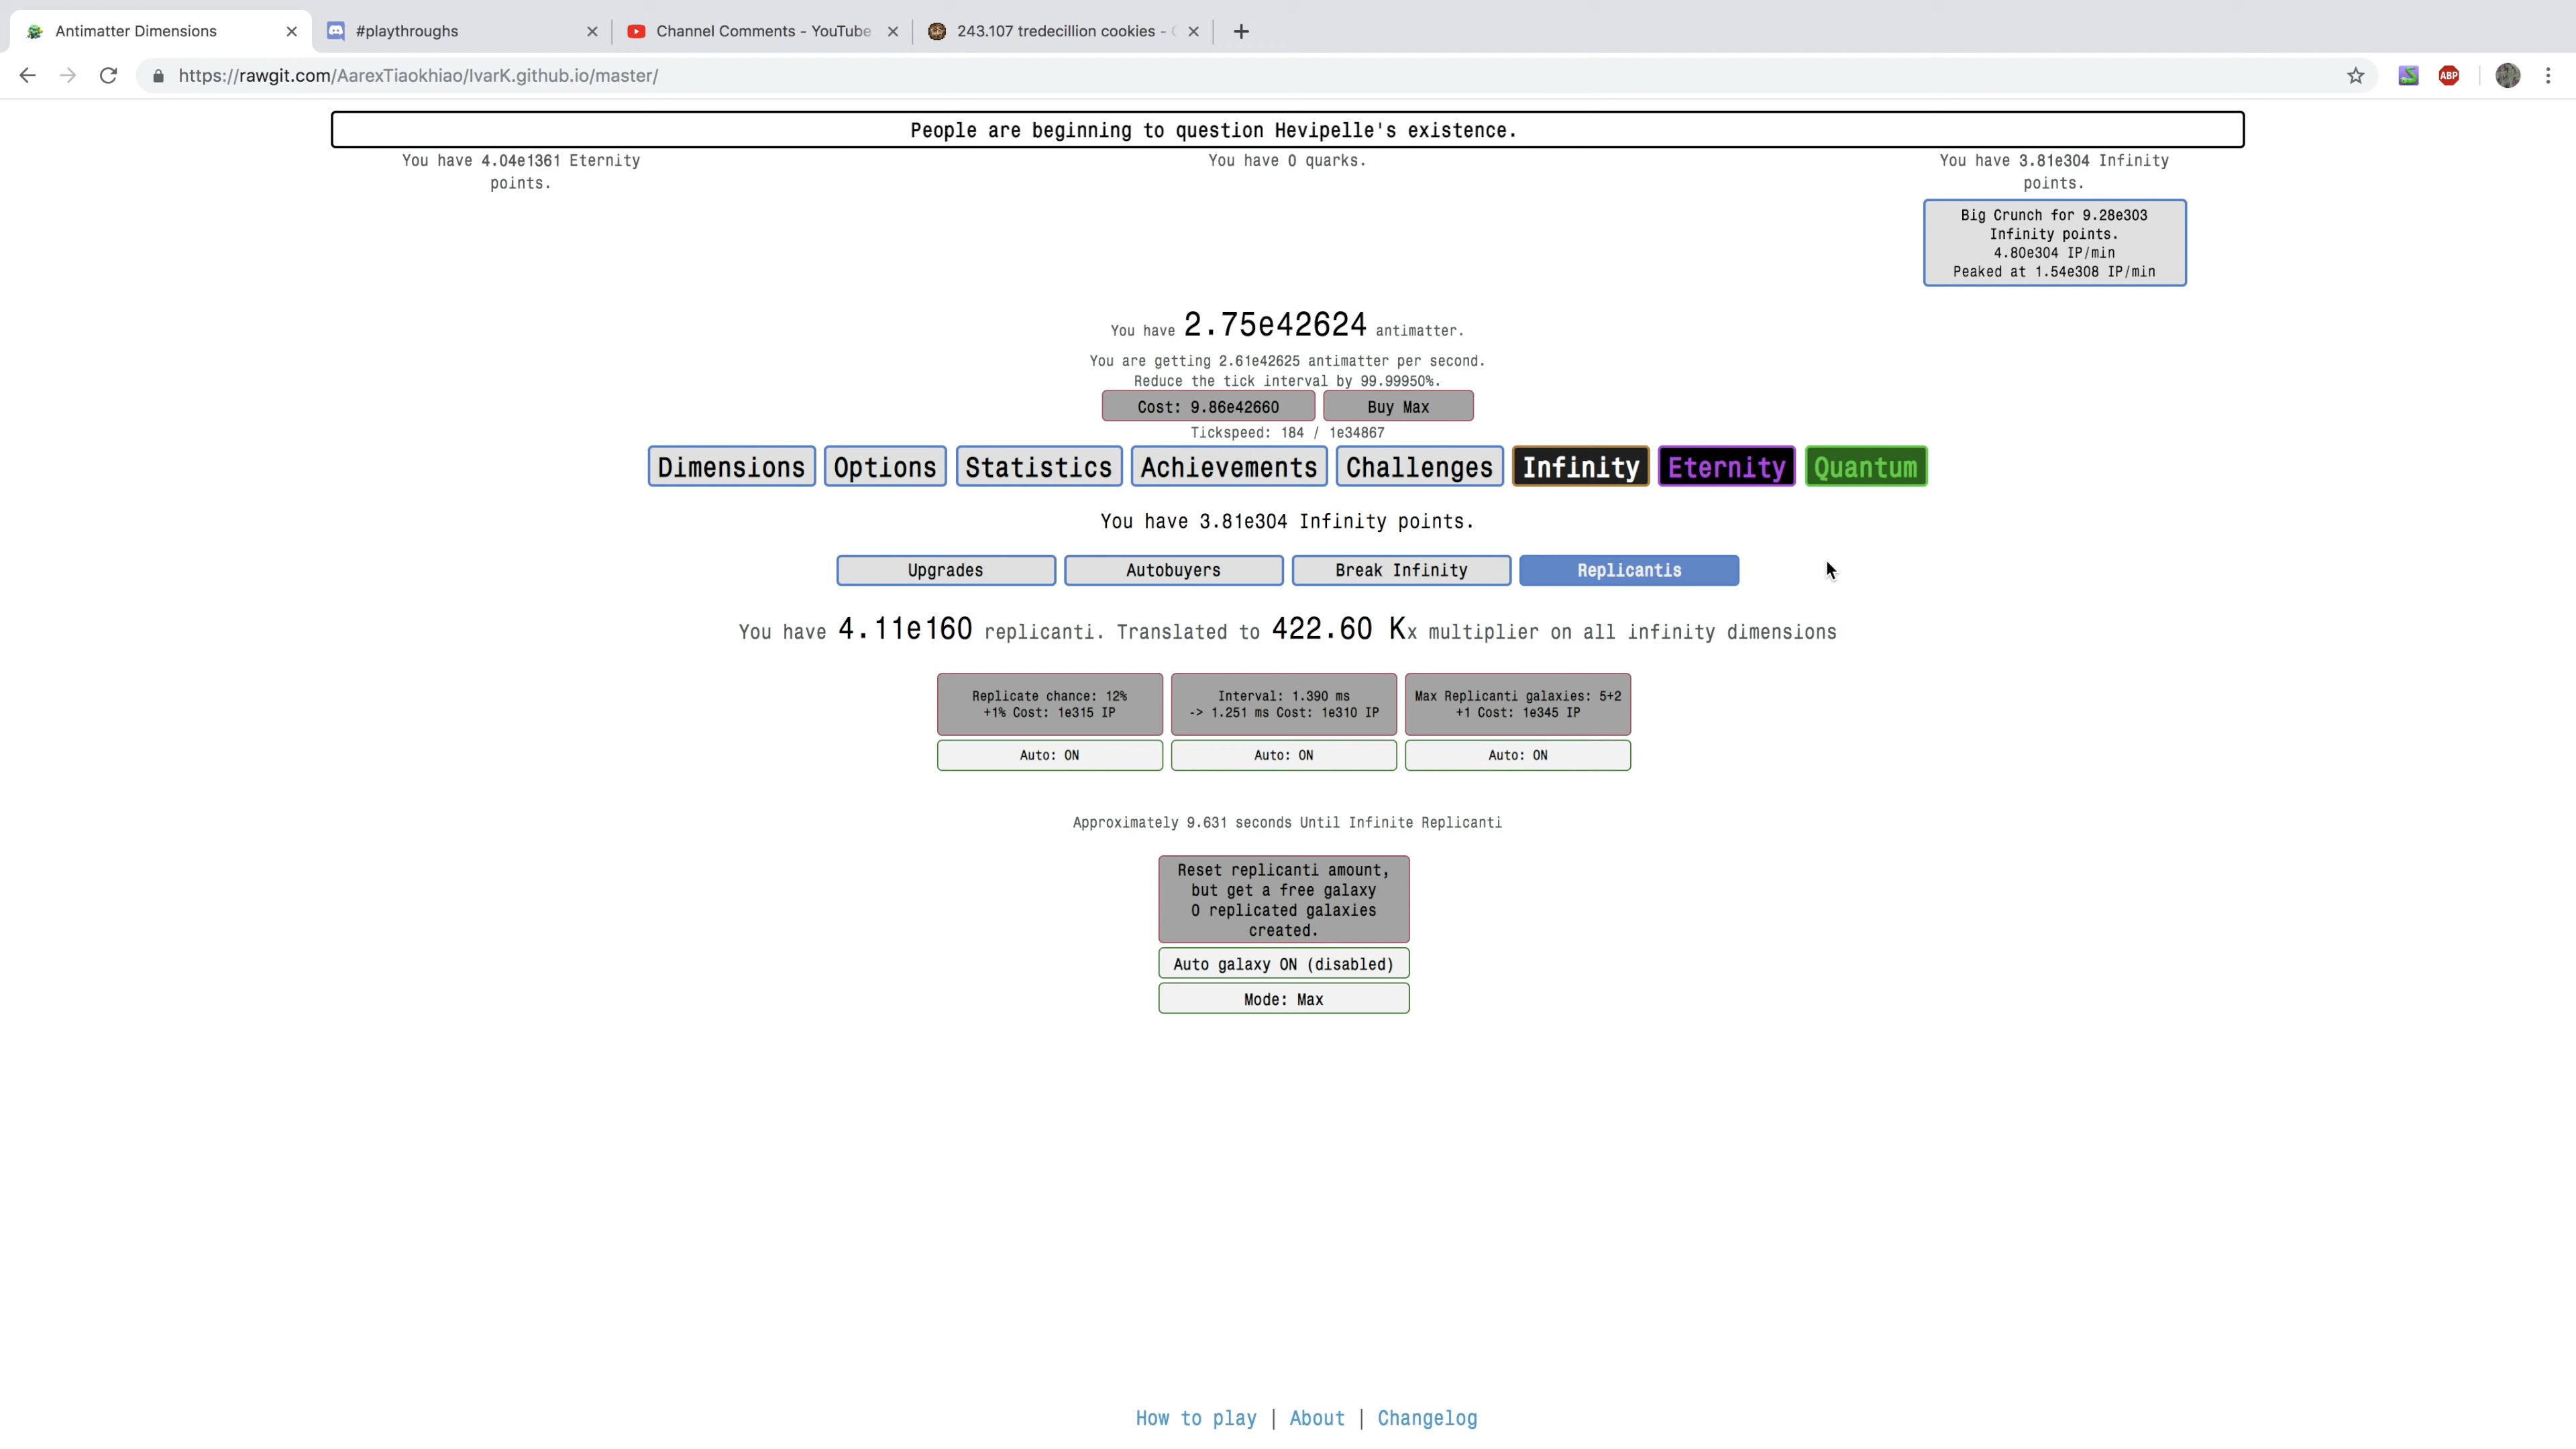 Antimatter Dimensions
#playthroughs
Channel Comments - YouTube
243.107 tredecillion cookies -
https://rawgit.com/AarexTiaokhiao/IvarK.github.io/master/
ABP
People are beginning to question Hevipelle's existence.
You have 4.04e1361 Eternity
points.
You have 0 quarks.
You have 3.81e304 Infinity
points.
Big Crunch for 9.28e303
Infinity points.
4.80e304 IP/min
Peaked at 1.54e308 IP/min
You have 2.75e42624 antimatter.
You are getting 2.61e42625 antimatter per second.
Reduce the tick interval by 99.99950%.
Cost: 9.86e42660
Buy Max
Tickspeed: 184 / 1e34867
Dimensions
Options
Statistics
Achievements
Challenges
Infinity
Eternity
Quantum
You have 3.81e304 Infinity points.
Upgrades
Autobuyers
Break Infinity
Replicantis
You have 4.11e160 replicanti. Translated to 422.60 Kx multiplier on all infinity dimensions
Replicate chance: 12%
+1% Cost: 1e315 IP
Interval: 1.390 ms
-> 1.251 ms Cost: 1e310 IP
Max Replicanti galaxies: 5+2
+1 Cost: 1e345 IP
Auto: ON
Auto: ON
Auto: ON
Approximately 9.631 seconds Until Infinite Replicanti
Reset replicanti amount,
but get a free galaxy
0 replicated galaxies
created.
Auto galaxy ON (disabled)
Mode: Max
How to play | About | Changelog